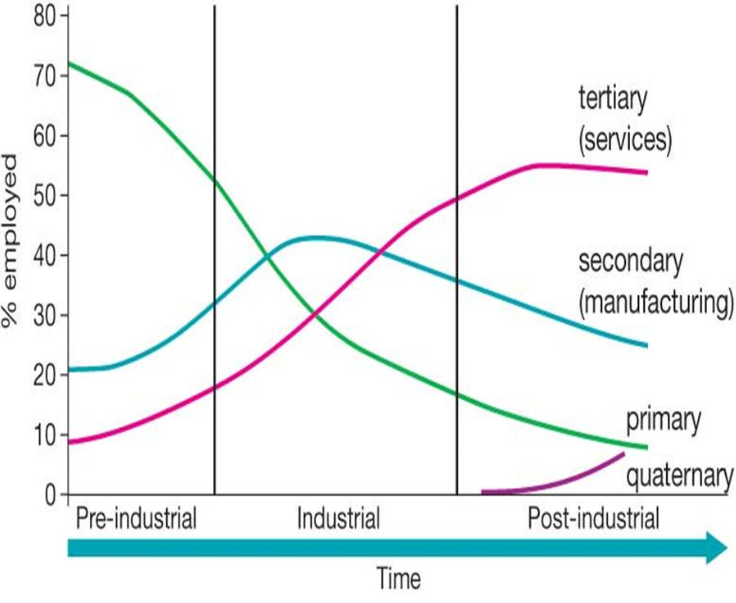 80
70
60
50
40
30
20
10
0
% employed
tertiary
(services)
secondary
(manufacturing)
primary
quaternary
Pre-industrial
Industrial
Post-industrial
Time